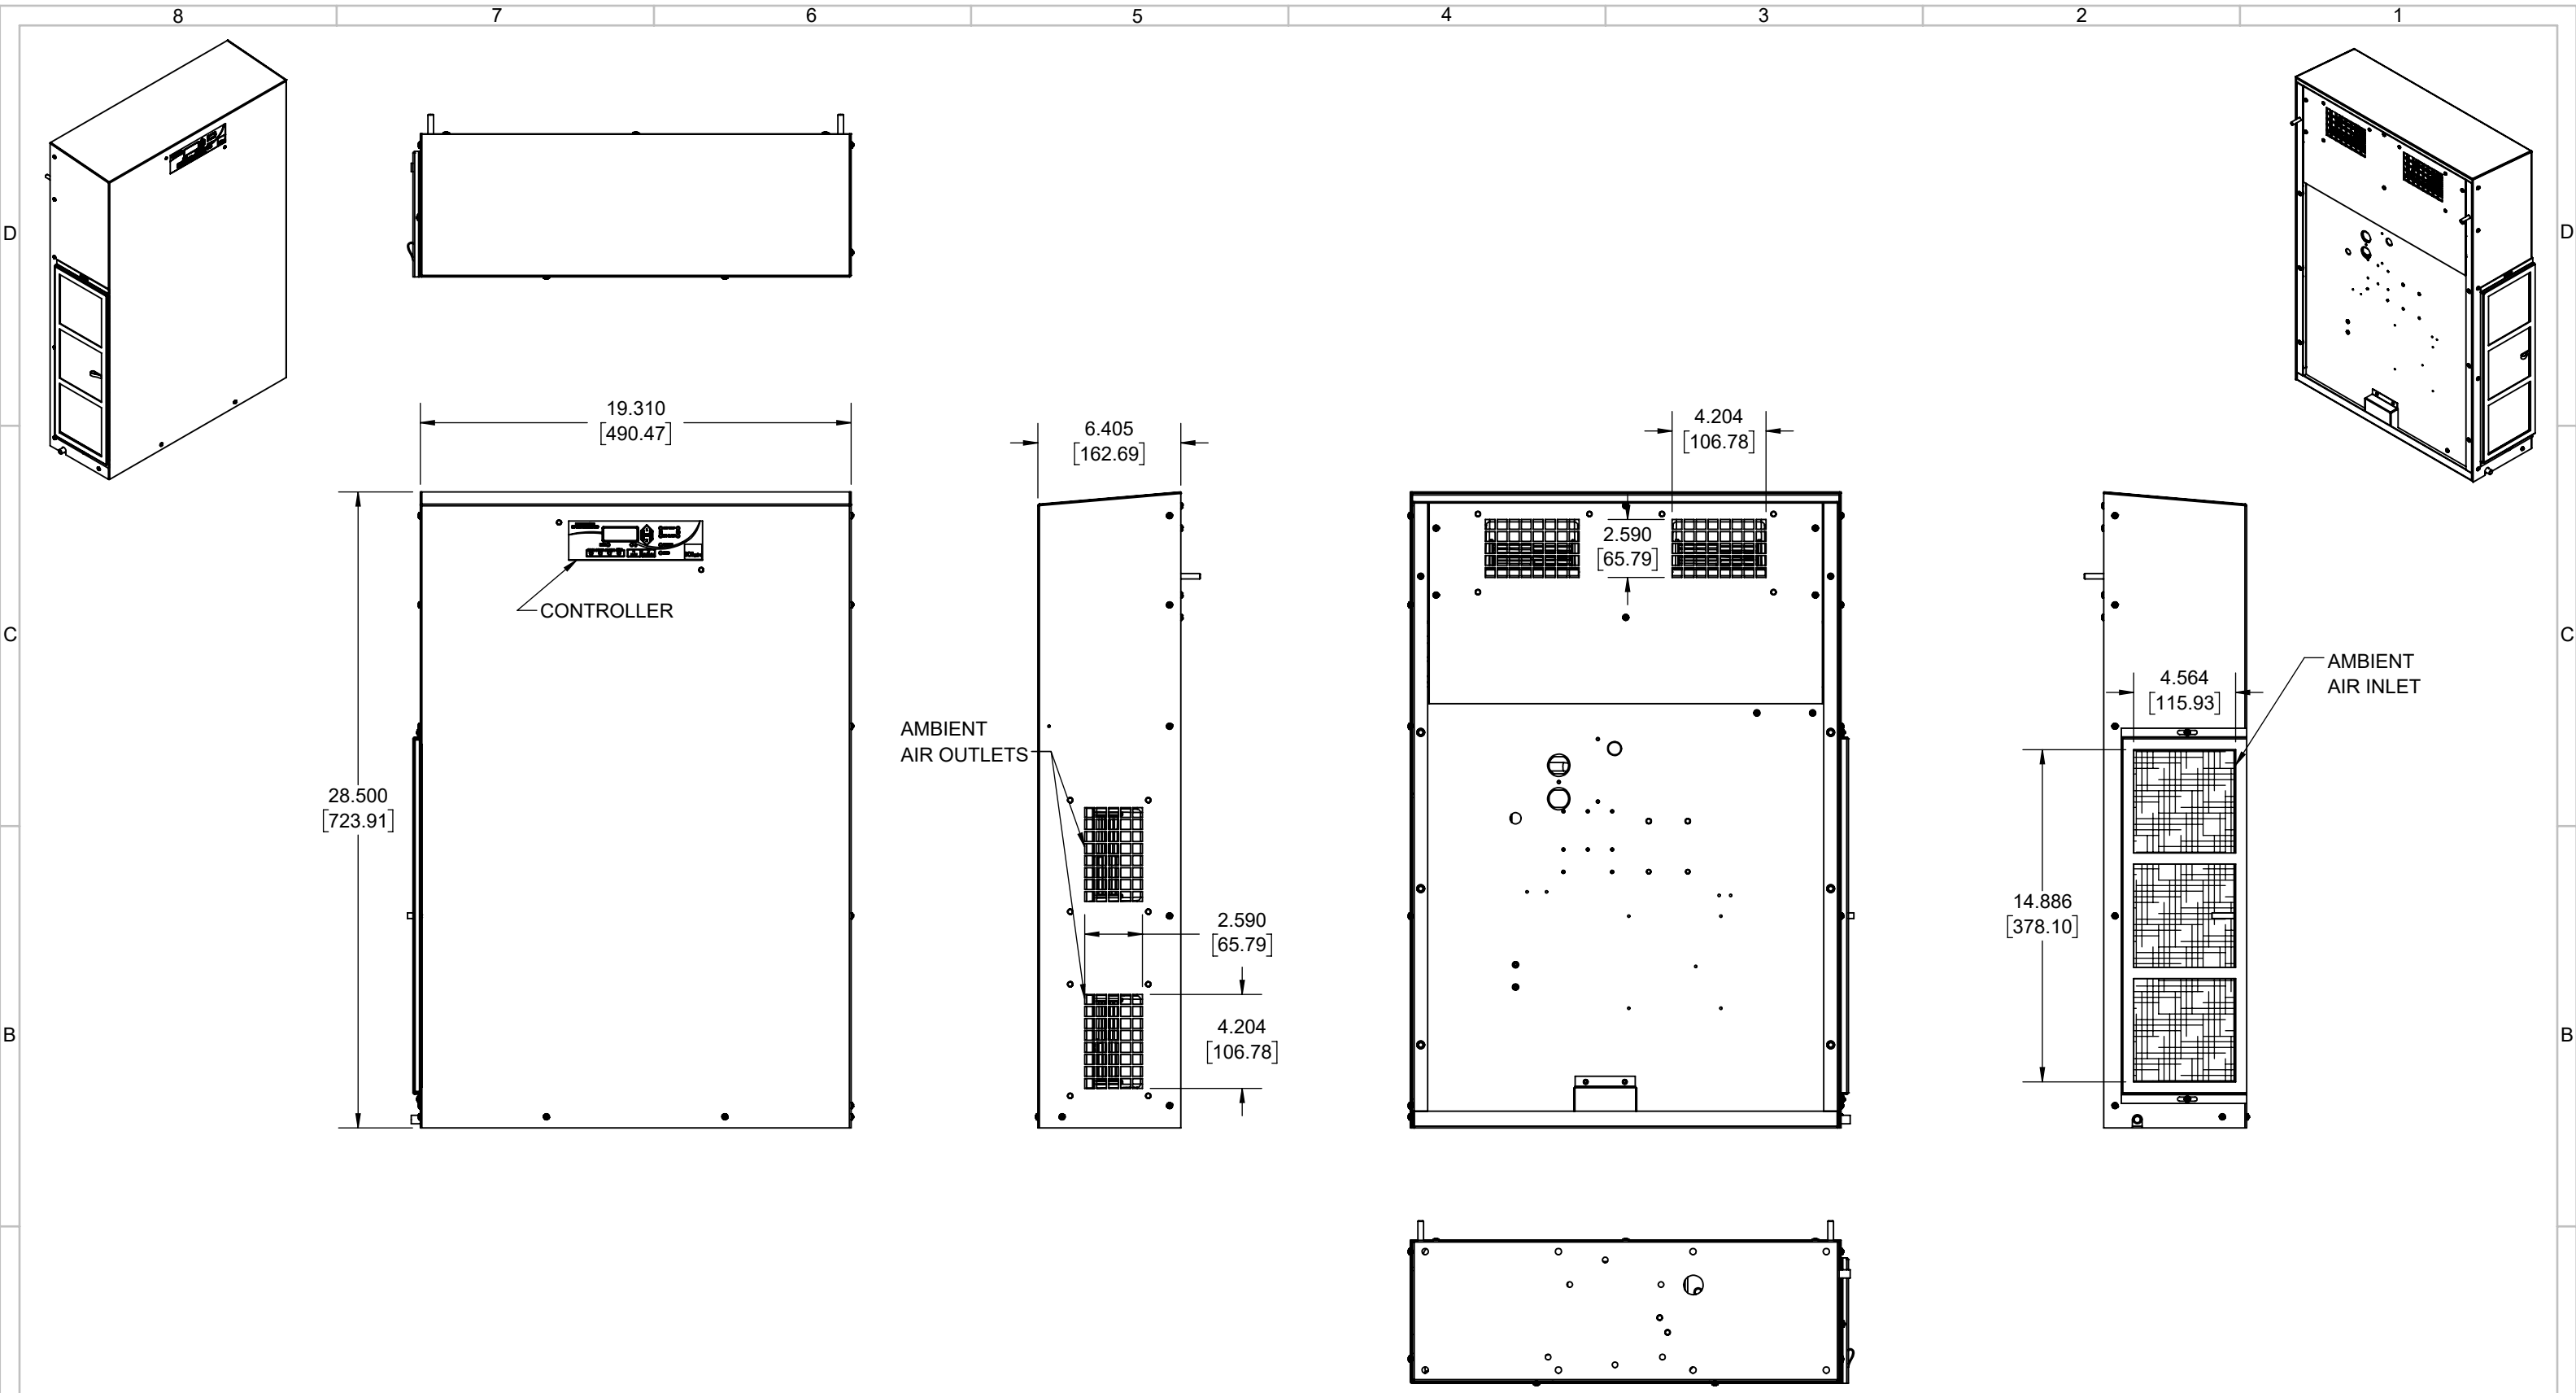 8 7 6 5 4 3 2 1
D D
19.310
[490.47]
6.405
[162.69]
4.204
[106.78]
2.590
[65.79]
CONTROLLER
C C
AMBIENT
AIR INLET
4.564
[115.93]
AMBIENT
AIR OUTLETS
28.500
[723.91]
14.886
[378.10]
2.590
[65.79]
4.204
[106.78]
B B